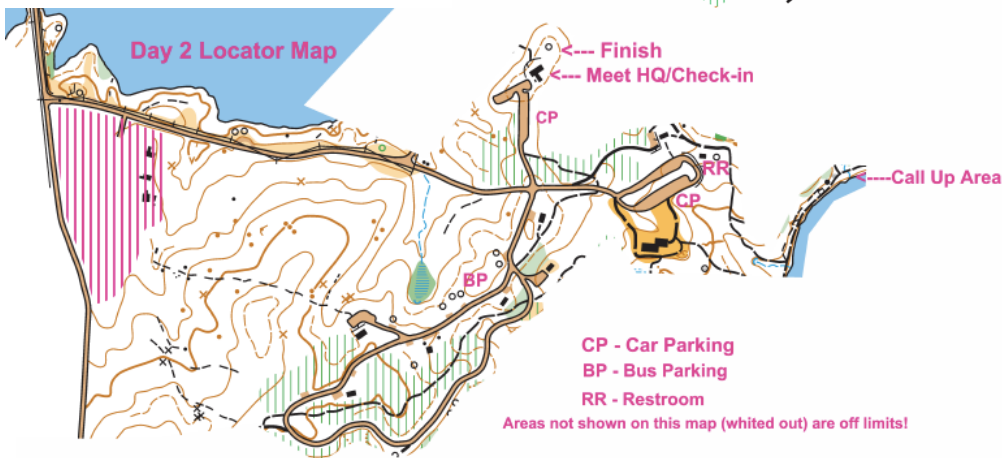 Day 2 Locator Map
<--- Finish
<--- Meet HQ/Check-in
CP
RR
<----Call Up Area
CP
BP
CP - Car Parking
BP - Bus Parking
RR - Restroom
Areas not shown on this map (whited out) are off limits!